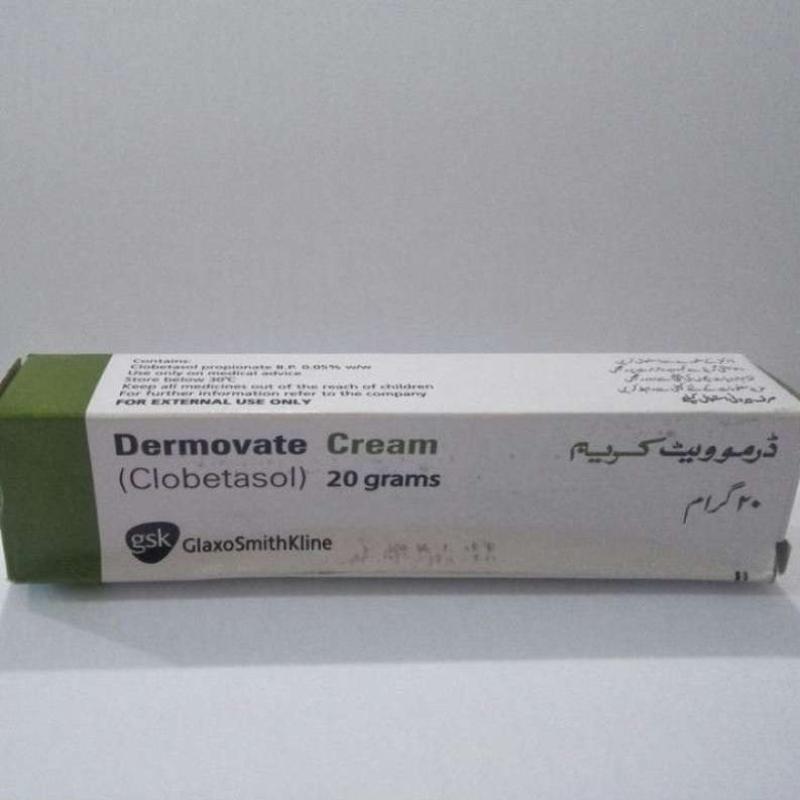 Contains:
Clobetasol propionate B.P. 0.05% w/w
Use only on medical advice
Store below 30°C
Keep all medicines out of the reach of children
For further information refer to the company
FOR EXTERNAL USE ONLY
Dermovate Cream
(Clobetasol) 20 grams
ڈرموویٹ کریم
۲۰ گرام
gsk GlaxoSmithKline